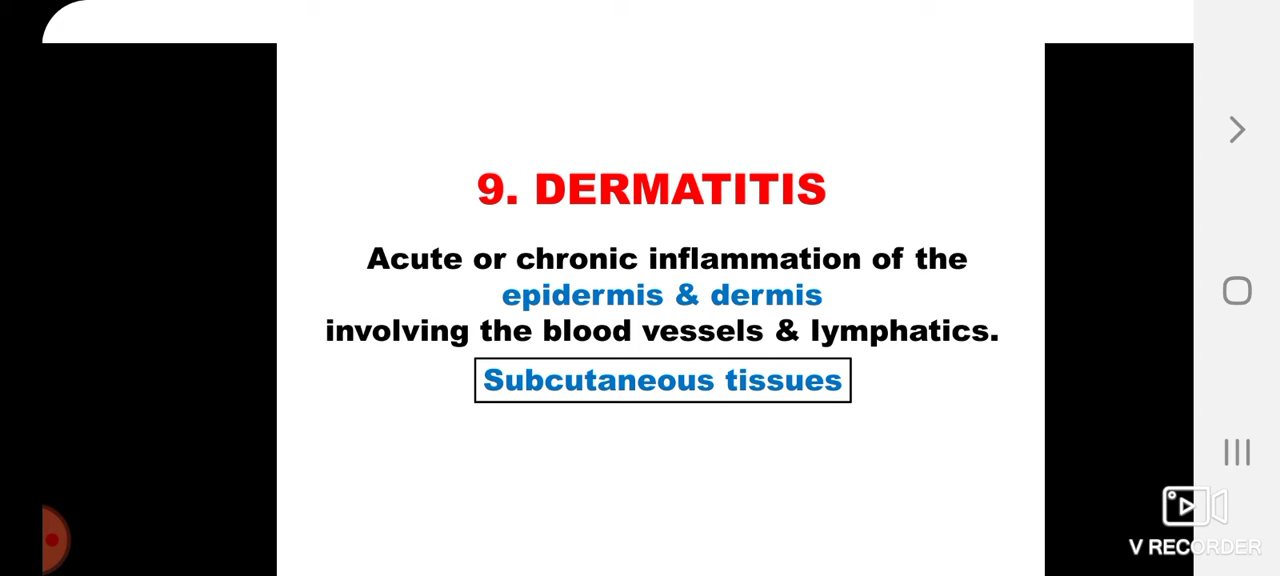 9. DERMATITIS
Acute or chronic inflammation of the
epidermis & dermis
involving the blood vessels & lymphatics.
Subcutaneous tissues
V RECORDER